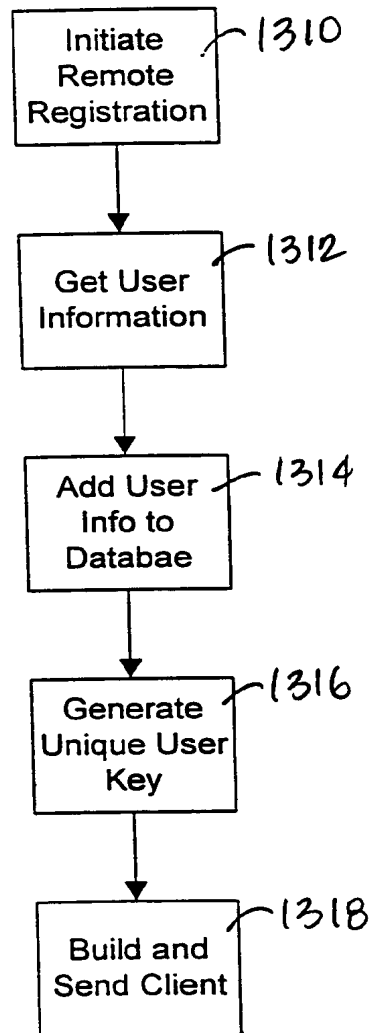 Initiate
Remote
Registration
1310
Get User
Information
1312
Add User
Info to
Databae
1314
Generate
Unique User
Key
1316
Build and
Send Client
1318